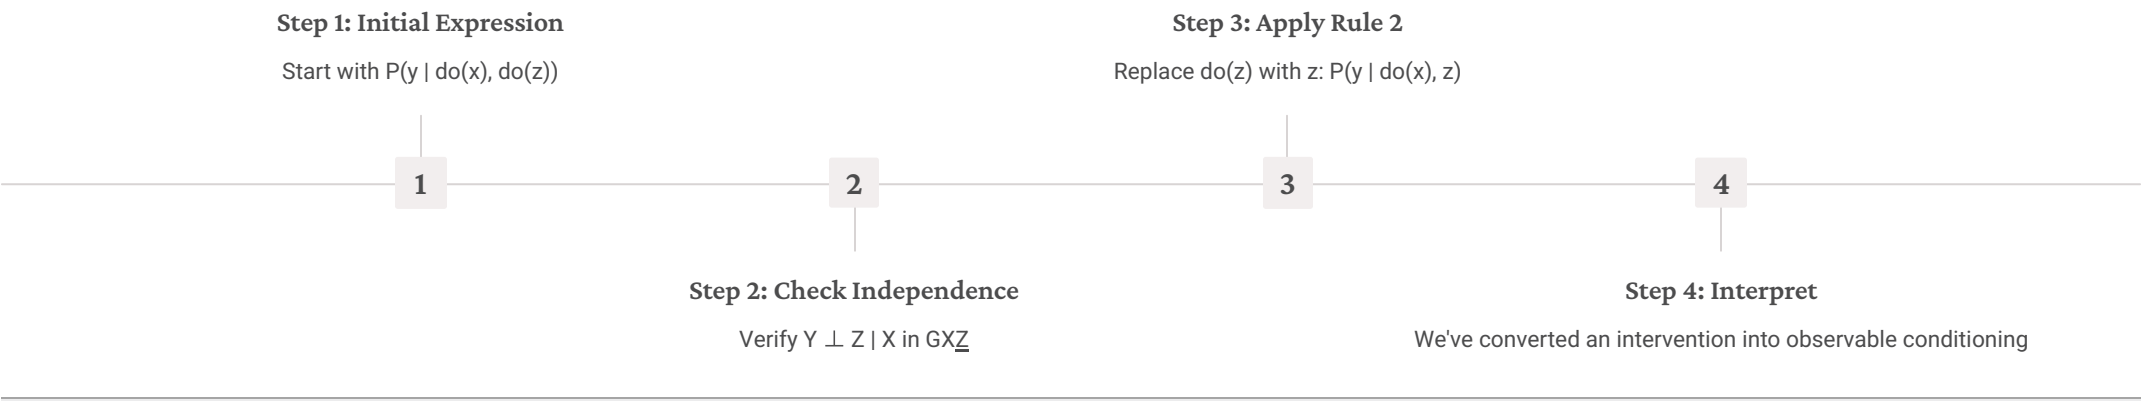 Step 1: Initial Expression
Start with P(y | do(x), do(z))
1
2
Step 2: Check Independence
Verify Y ⊥ Z | X in GXZ̲
Step 3: Apply Rule 2
Replace do(z) with z: P(y | do(x), z)
3
4
Step 4: Interpret
We've converted an intervention into observable conditioning